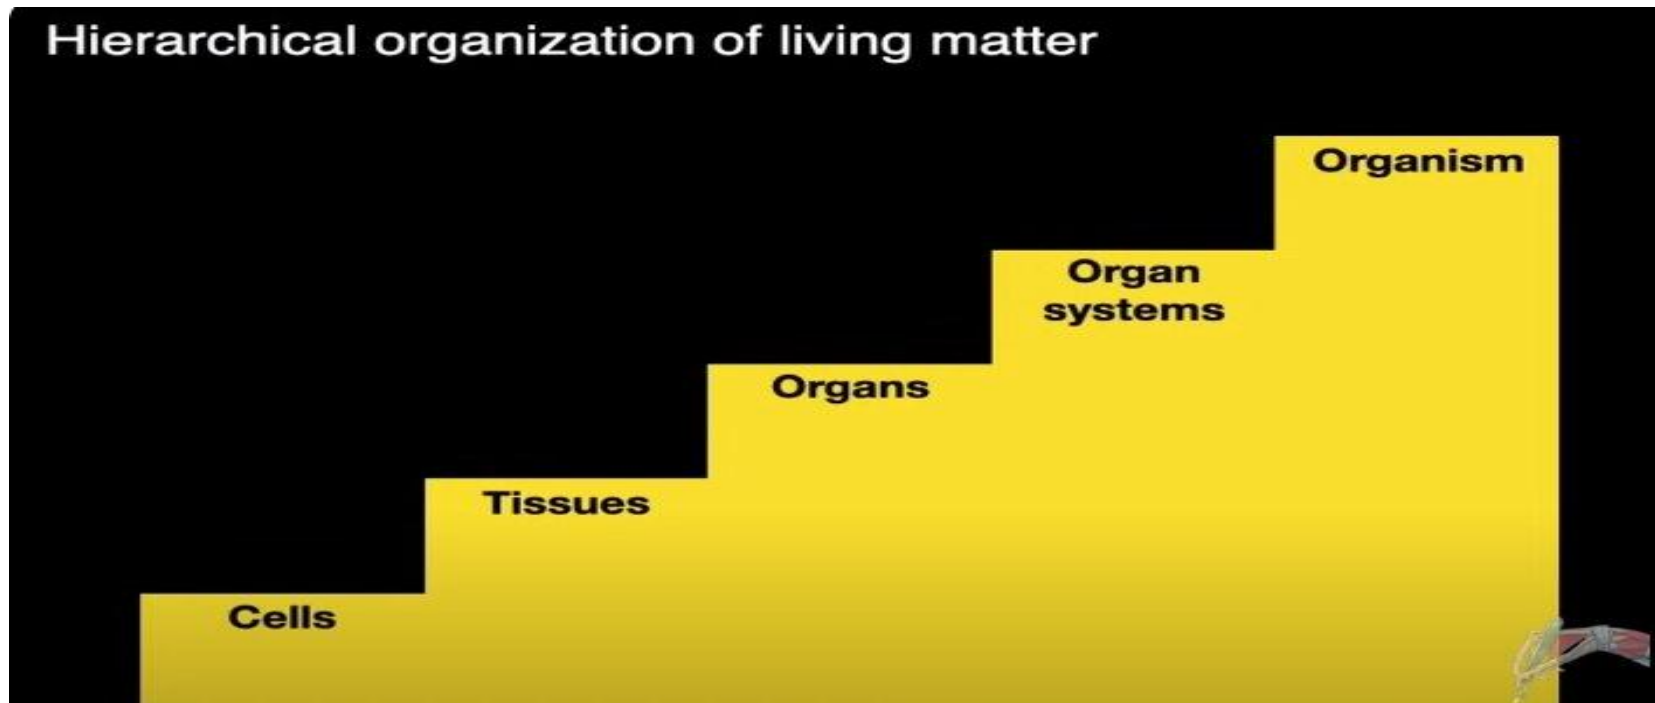 Hierarchical organization of living matter
Organism
Organ
systems
Organs
Tissues
Cells